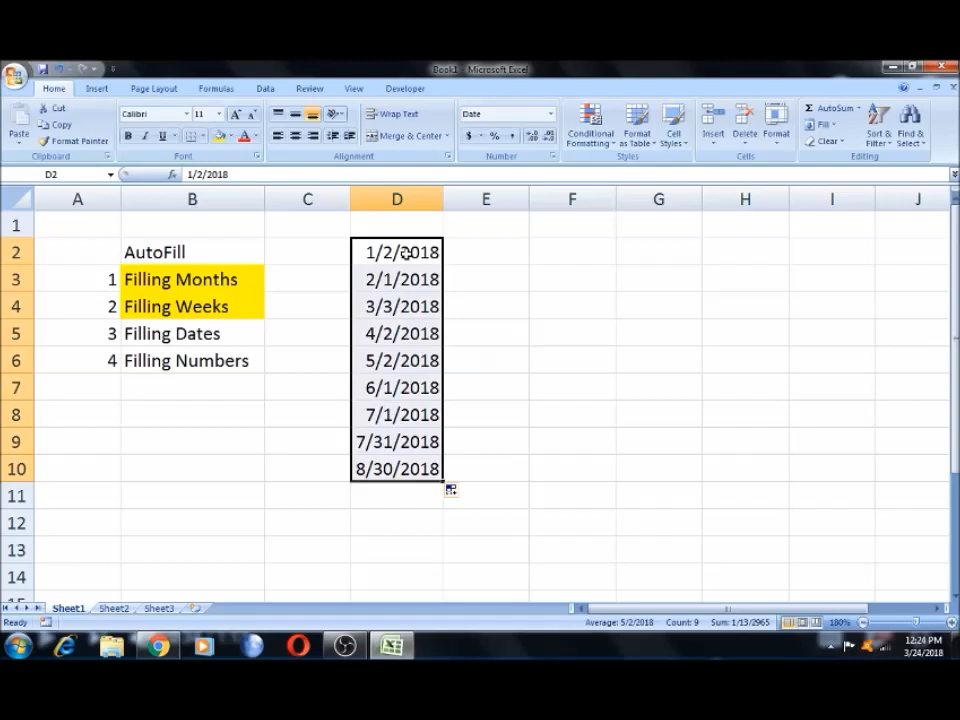 Book1 - Microsoft Excel
Home Insert Page Layout Formulas Data Review View Developer
Paste
Cut
Copy
Format Painter
Clipboard
Calibri 11
B I U
Font
Wrap Text
Merge & Center
Alignment
Date
$ % ,
Number
Conditional Formatting
Format as Table
Cell Styles
Styles
Insert
Delete
Format
Cells
AutoSum
Fill
Clear
Sort & Filter
Find & Select
Editing
D2 fx 1/2/2018
A B C D E F G H I J
1
2 AutoFill 1/2/2018
3 1 Filling Months 2/1/2018
4 2 Filling Weeks 3/3/2018
5 3 Filling Dates 4/2/2018
6 4 Filling Numbers 5/2/2018
7 6/1/2018
8 7/1/2018
9 7/31/2018
10 8/30/2018
11
12
13
14
Sheet1 Sheet2 Sheet3
Ready Average: 5/2/2018 Count: 9 Sum: 1/13/2965 180%
12:24 PM
3/24/2018